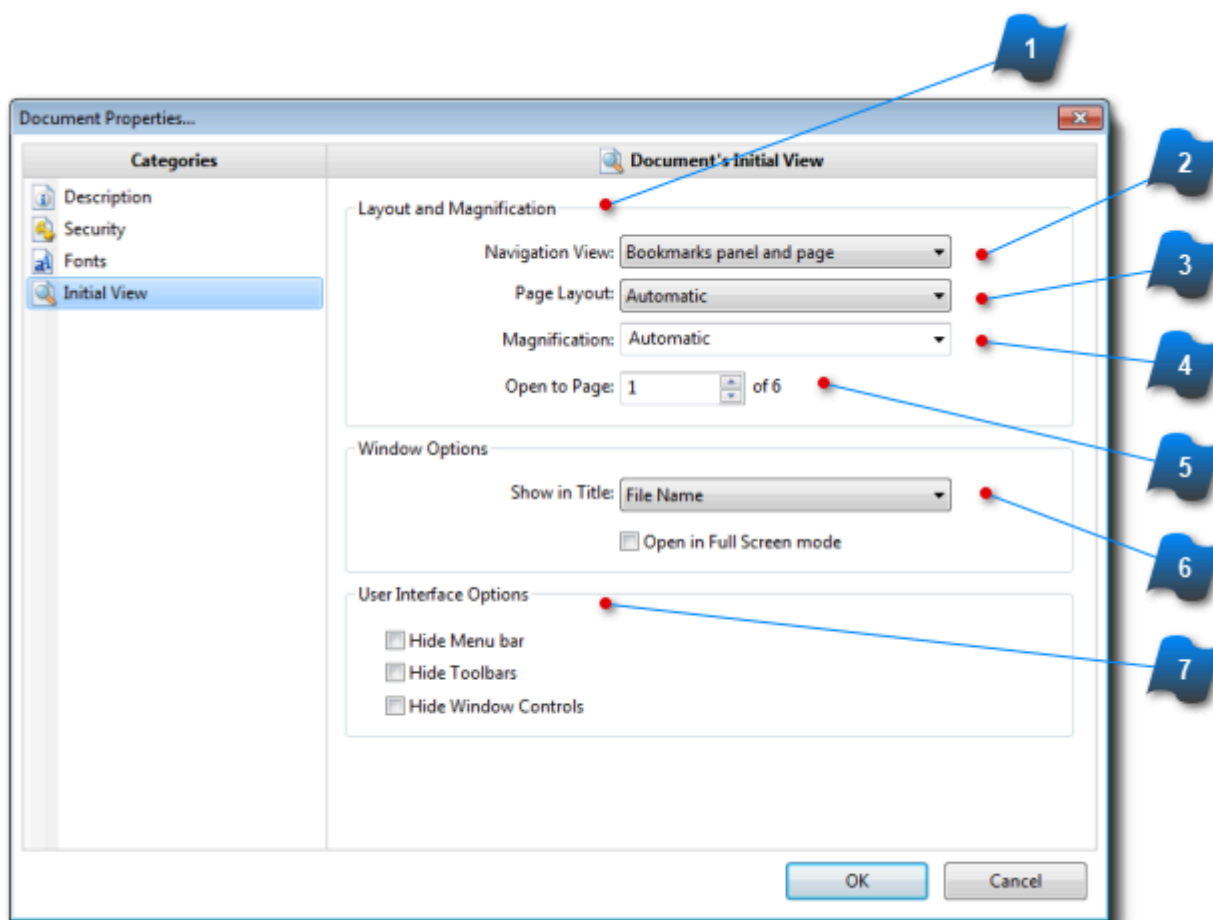 1
Document Properties...
Categories
Document's Initial View
2
Description
Layout and Magnification
Security
Navigation View: Bookmarks panel and page
Fonts
3
Initial View
Page Layout: Automatic
Magnification: Automatic
4
Open to Page: 1 of 6
Window Options
5
Show in Title: File Name
Open in Full Screen mode
6
User Interface Options
Hide Menu bar
7
Hide Toolbars
Hide Window Controls
OK Cancel